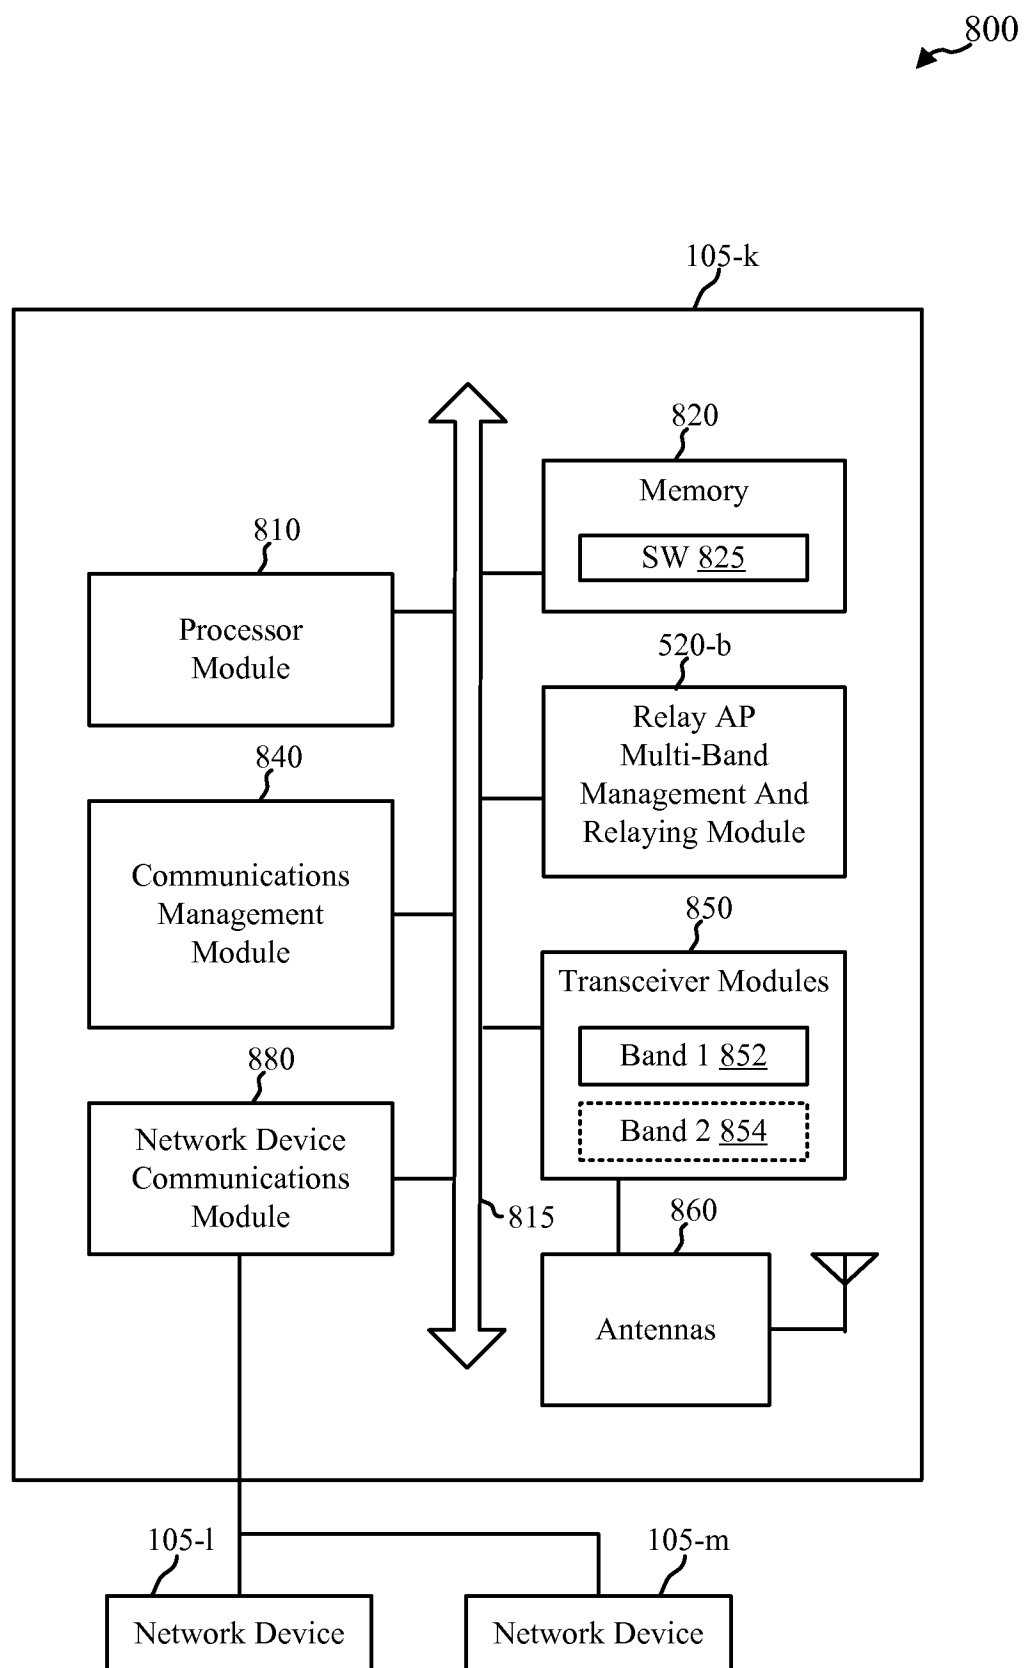 800
105-k
820
Memory
SW 825
810
Processor
Module
520-b
Relay AP
Multi-Band
Management And
Relaying Module
840
Communications
Management
Module
850
Transceiver Modules
Band 1 852
Band 2 854
880
Network Device
Communications
Module
815
860
Antennas
105-l
Network Device
105-m
Network Device